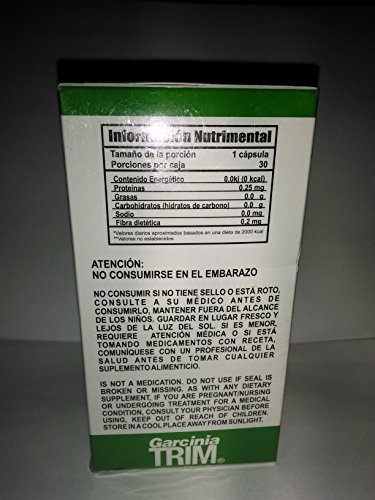 Información Nutrimental
Tamaño de la porción 1 cápsula
Porciones por caja 30
Contenido Energético 0.0kj (0 kcal)
Proteínas 0.25 mg
Grasas 0.0 g
Carbohidratos (hidratos de carbono) 0.0 g
Sodio 0.0 mg
Fibra dietética 0.2 mg
*Valores diarios aproximados basados en una dieta de 2000 kcal
**Valores no establecidos
ATENCIÓN:
NO CONSUMIRSE EN EL EMBARAZO
NO CONSUMIR SI NO TIENE SELLO O ESTÁ ROTO,
CONSULTE A SU MÉDICO ANTES DE
CONSUMIRLO, MANTENER FUERA DEL ALCANCE
DE LOS NIÑOS. GUARDAR EN LUGAR FRESCO Y
LEJOS DE LA LUZ DEL SOL. SI ES MENOR,
REQUIERE ATENCIÓN MÉDICA O SI ESTÁ
TOMANDO MEDICAMENTOS CON RECETA,
COMUNÍQUESE CON UN PROFESIONAL DE LA
SALUD ANTES DE TOMAR CUALQUIER
SUPLEMENTO ALIMENTICIO.
IS NOT A MEDICATION. DO NOT USE IF SEAL IS
BROKEN OR MISSING. AS WITH ANY DIETARY
SUPPLEMENT, IF YOU ARE PREGNANT/NURSING
OR UNDERGOING TREATMENT FOR A MEDICAL
CONDITION, CONSULT YOUR PHYSICIAN BEFORE
USING, KEEP OUT OF REACH OF CHILDREN.
STORE IN A COOL PLACE AWAY FROM SUNLIGHT.
Garcinia
TRIM®